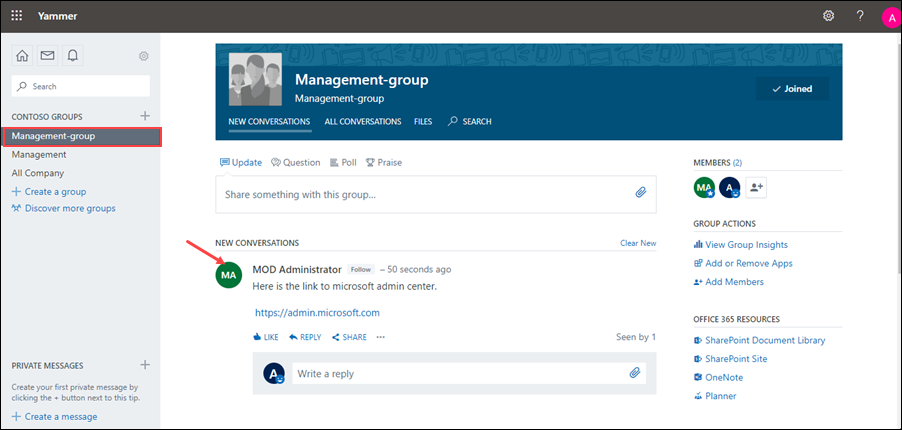 Yammer
?
A
Search
CONTOSO GROUPS
Management-group
Management
All Company
Create a group
Discover more groups
PRIVATE MESSAGES
Create your first private message by
clicking the + button next to this tip.
Create a message
Management-group
Management-group
Joined
NEW CONVERSATIONS ALL CONVERSATIONS FILES SEARCH
Update Question Poll Praise
Share something with this group...
NEW CONVERSATIONS Clear New
MA
MOD Administrator Follow – 50 seconds ago
Here is the link to microsoft admin center.
https://admin.microsoft.com
LIKE REPLY SHARE ••• Seen by 1
A Write a reply
MEMBERS (2)
MA A
GROUP ACTIONS
View Group Insights
Add or Remove Apps
Add Members
OFFICE 365 RESOURCES
SharePoint Document Library
SharePoint Site
OneNote
Planner